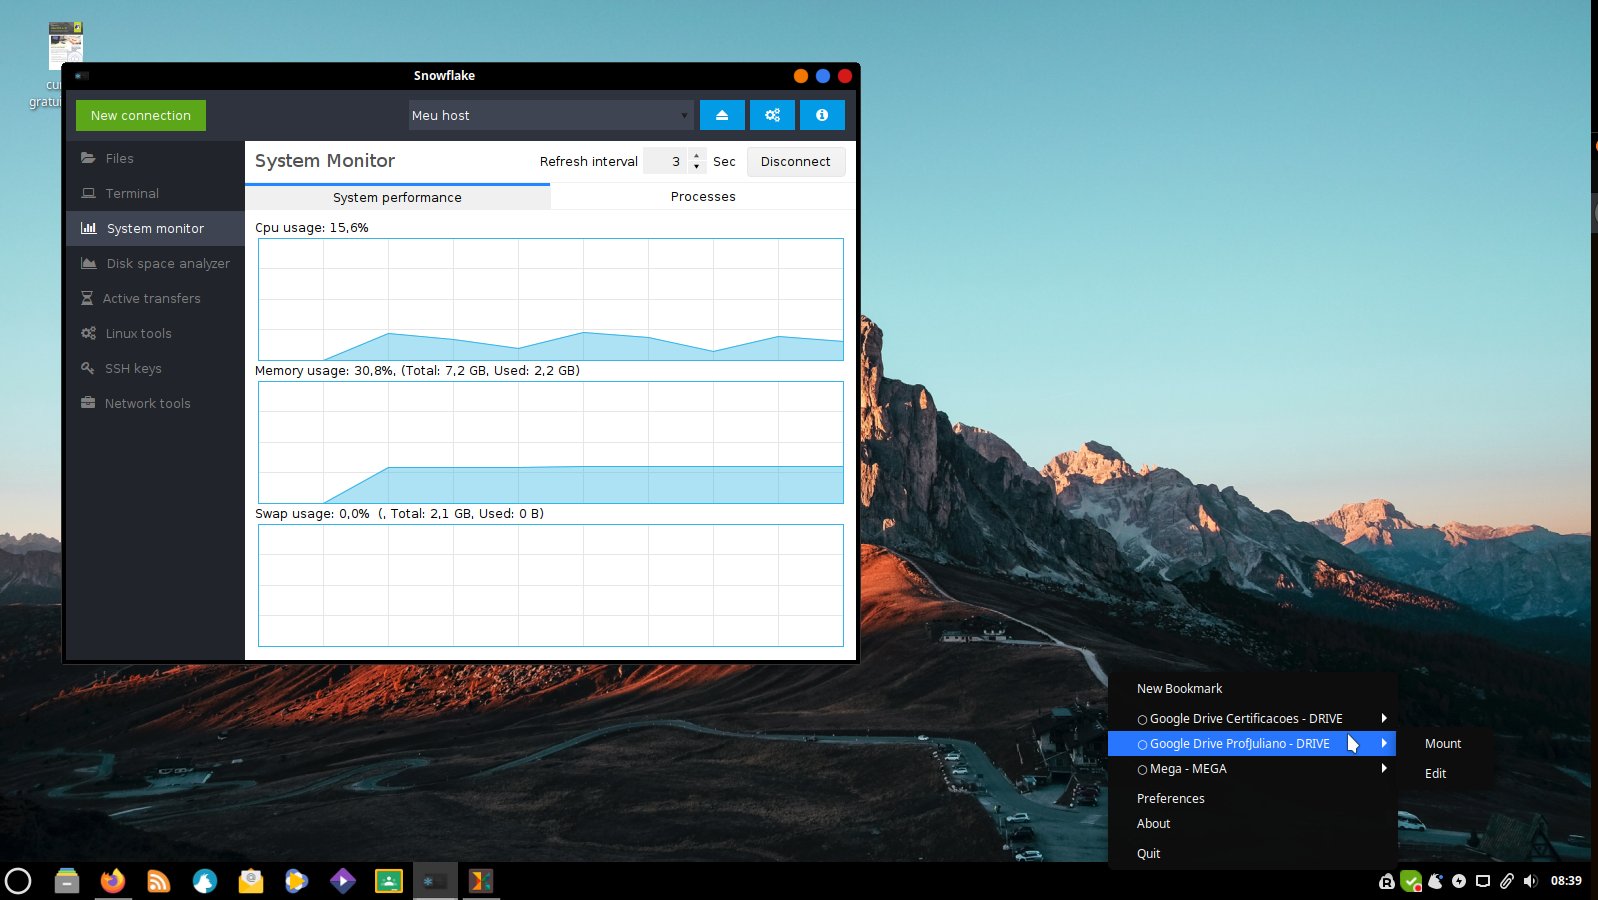 cur
gratui
Snowflake
New connection
Meu host
Files
Terminal
System monitor
Disk space analyzer
Active transfers
Linux tools
SSH keys
Network tools
System Monitor
Refresh interval 3 Sec Disconnect
System performance Processes
Cpu usage: 15,6%
Memory usage: 30,8%, (Total: 7,2 GB, Used: 2,2 GB)
Swap usage: 0,0% (, Total: 2,1 GB, Used: 0 B)
New Bookmark
Google Drive Certificacoes - DRIVE
Google Drive ProfJuliano - DRIVE
Mega - MEGA
Preferences
About
Quit
Mount
Edit
08:39